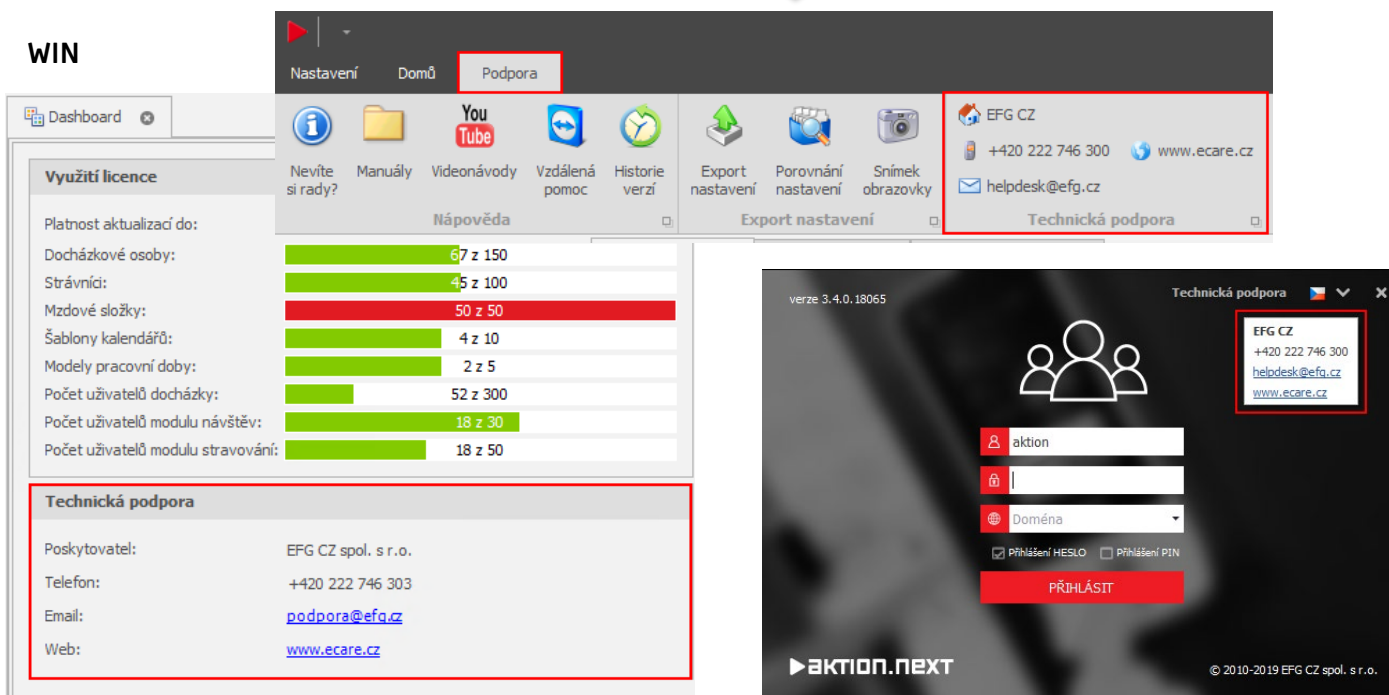 WIN
Nastavení Domů Podpora
Nevíte si rady?
Manuály
You Tube
Videonávody
Vzdálená pomoc
Historie verzí
Nápověda
Export nastavení
Porovnání nastavení
Snímek obrazovky
Export nastavení
EFG CZ
+420 222 746 300 www.ecare.cz
helpdesk@efg.cz
Technická podpora
Dashboard
Využití licence
Platnost aktualizací do:
Docházkové osoby: 67 z 150
Strávníci: 45 z 100
Mzdové složky: 50 z 50
Šablony kalendářů: 4 z 10
Modely pracovní doby: 2 z 5
Počet uživatelů docházky: 52 z 300
Počet uživatelů modulu návštěv: 18 z 30
Počet uživatelů modulu stravování: 18 z 50
Technická podpora
Poskytovatel: EFG CZ spol. s r.o.
Telefon: +420 222 746 303
Email: podpora@efg.cz
Web: www.ecare.cz
verze 3.4.0.18065
Technická podpora
EFG CZ
+420 222 746 300
helpdesk@efg.cz
www.ecare.cz
aktion
Doména
Přihlášení HESLO Přihlášení PIN
PŘIHLÁSIT
aktion.next
© 2010-2019 EFG CZ spol. s r.o.